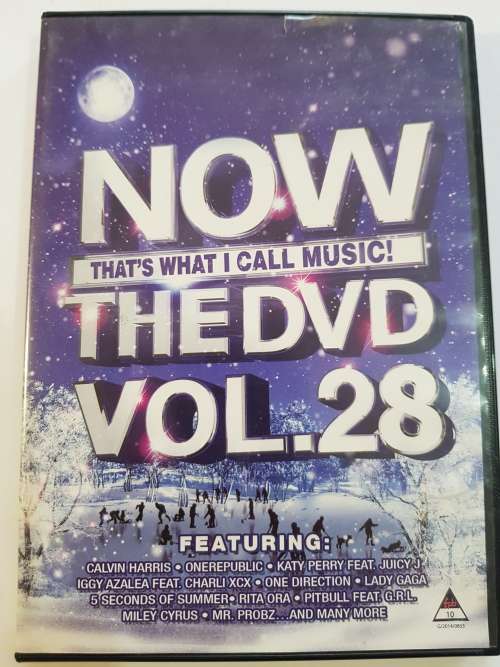 NOW
THAT'S WHAT I CALL MUSIC!
THE DVD
VOL.28
FEATURING:
CALVIN HARRIS • ONEREPUBLIC • KATY PERRY FEAT. JUICY J
IGGY AZALEA FEAT. CHARLI XCX • ONE DIRECTION • LADY GAGA
5 SECONDS OF SUMMER • RITA ORA • PITBULL FEAT. G.R.L.
MILEY CYRUS • MR. PROBZ...AND MANY MORE
10